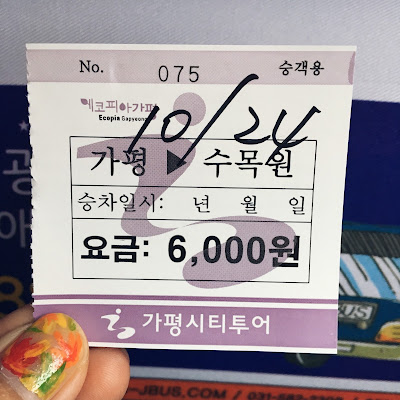 No. 075 승객용
에코피아가평
Ecopia Gapyeong
10/24
가평 ▶ 수목원
승차일시: 년 월 일
요금: 6,000원
가평시티투어